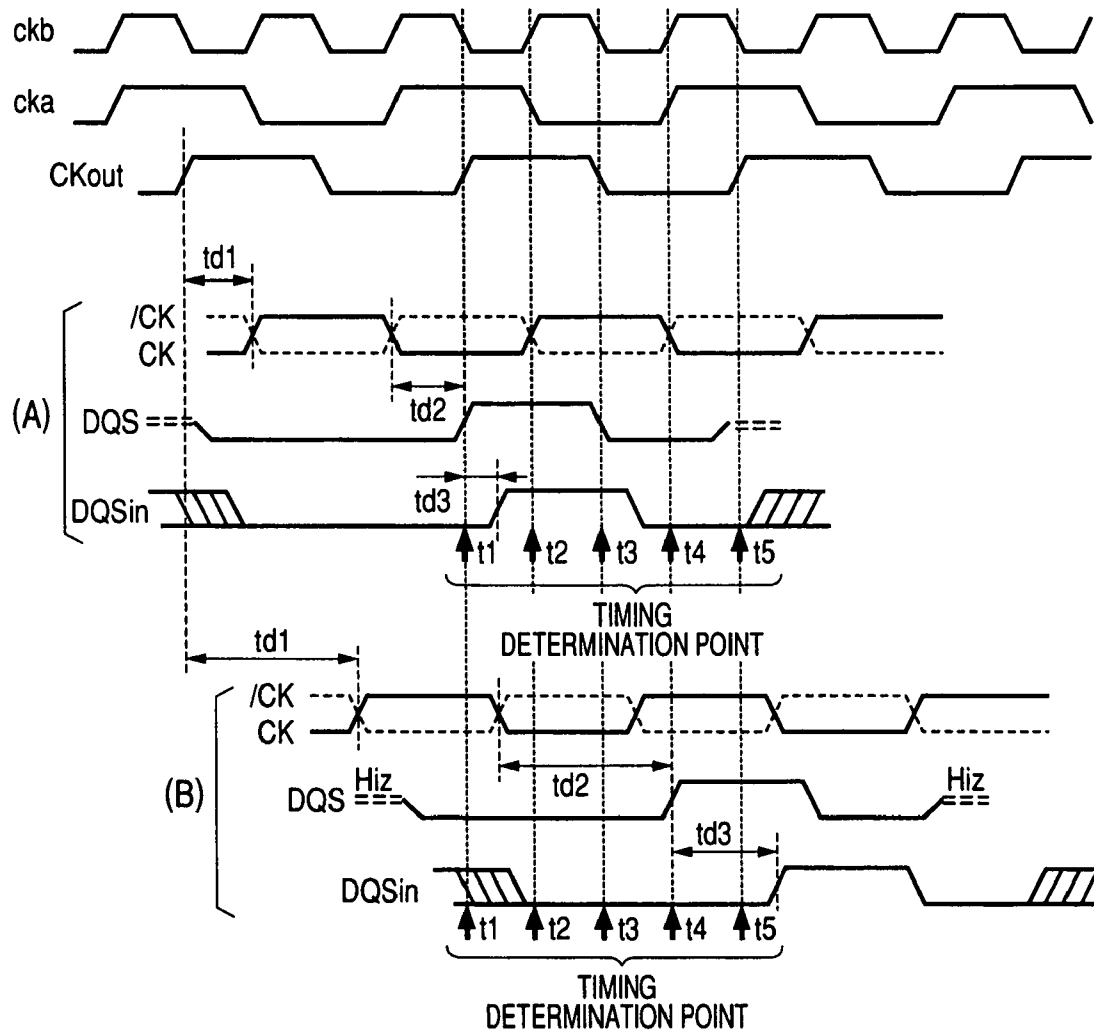 ckb
cka
CKout
td1
/CK
CK
td2
(A)
DQS
td3
DQSin
t1 t2 t3 t4 t5
TIMING
DETERMINATION POINT
td1
/CK
CK
td2
(B)
Hiz Hiz
DQS
td3
DQSin
t1 t2 t3 t4 t5
TIMING
DETERMINATION POINT